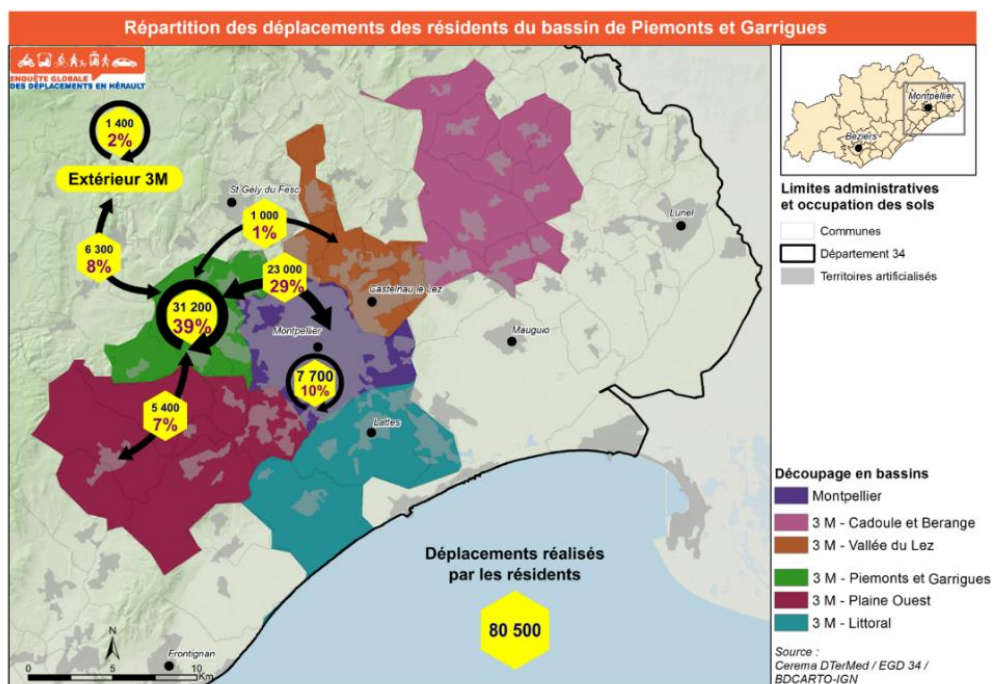 Répartition des déplacements des résidents du bassin de Piemonts et Garrigues
ENQUÊTE GLOBALE
DES DÉPLACEMENTS EN HÉRAULT
1 400
2%
Extérieur 3M
St Gély du Fesc
1 000
1%
6 300
8%
23 000
29%
Castelnau le Lez
31 200
39%
Montpellier
7 700
10%
5 400
7%
Lattes
Lunel
Mauguio
Déplacements réalisés
par les résidents
80 500
N
Frontignan
0 5 10
Km
Montpellier
Béziers
Limites administratives
et occupation des sols
Communes
Département 34
Territoires artificialisés
Découpage en bassins
Montpellier
3 M - Cadoule et Berange
3 M - Vallée du Lez
3 M - Piemonts et Garrigues
3 M - Plaine Ouest
3 M - Littoral
Source :
Cerema DTerMed / EGD 34 /
BDCARTO-IGN